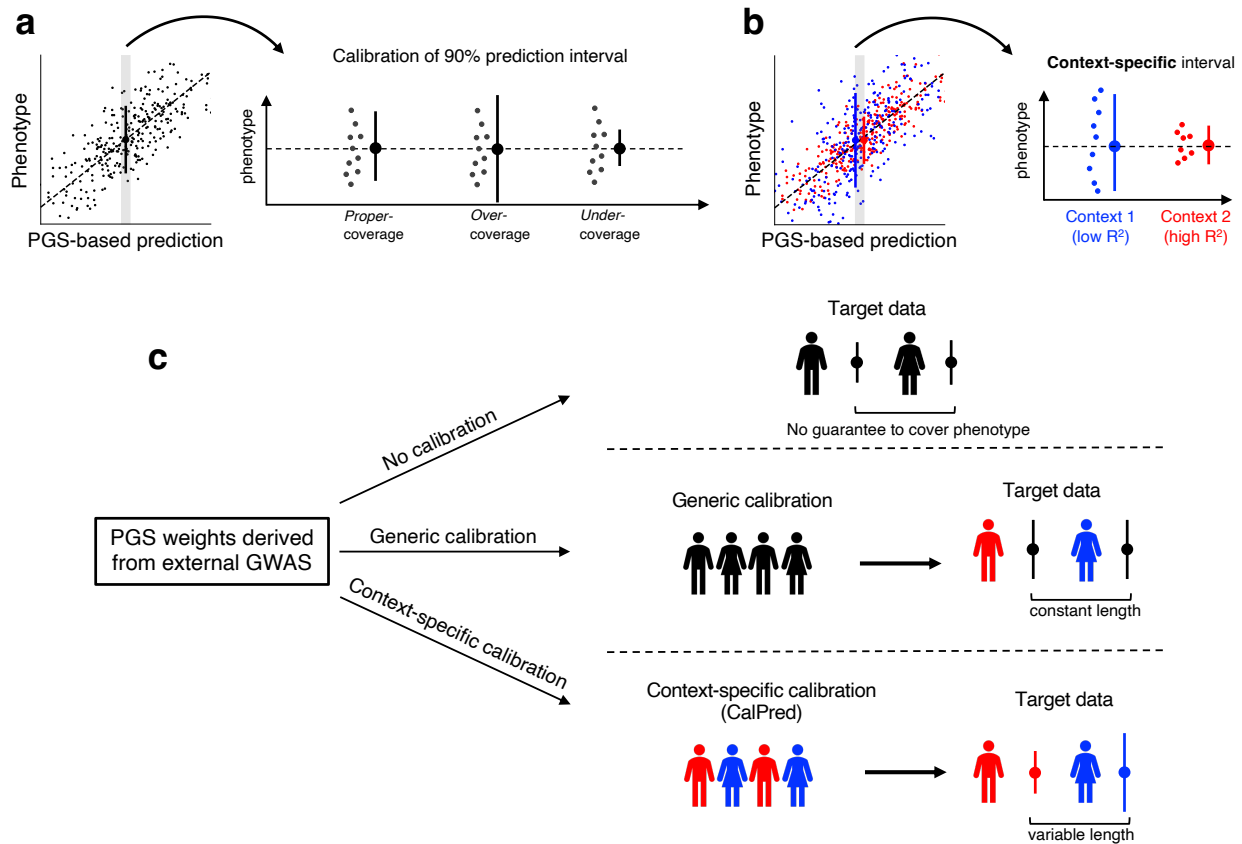 a
Calibration of 90% prediction interval
Phenotype
PGS-based prediction
phenotype
Proper-
coverage
Over-
coverage
Under-
coverage
b
Context-specific interval
Phenotype
PGS-based prediction
phenotype
Context 1
(low R²)
Context 2
(high R²)
c
Target data
No guarantee to cover phenotype
No calibration
PGS weights derived
from external GWAS
Generic calibration
Generic calibration
Target data
constant length
Context-specific calibration
Context-specific calibration
(CalPred)
Target data
variable length